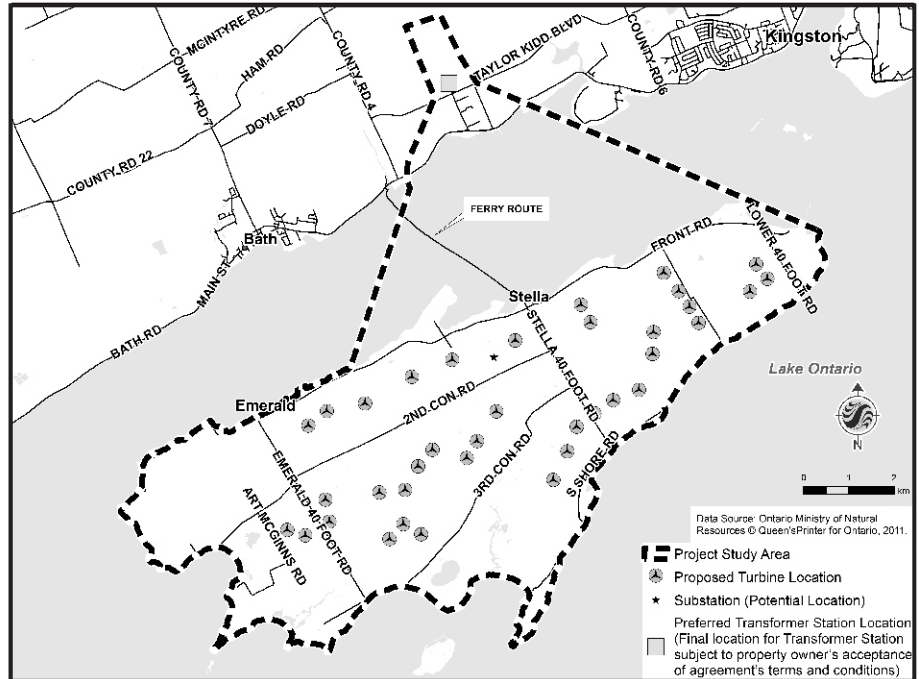 MCINTYRE RD
HAM RD
COUNTY RD 7
DOYLE RD
COUNTY RD 4
COUNTY RD 22
TAYLOR KIDD BLVD
COUNTY RD 6
Kingston
FERRY ROUTE
Bath
MAIN ST
BATH RD
FRONT RD
LOWER 40 FOOT RD
Stella
STELLA 40 FOOT RD
Emerald
2ND CON RD
3RD CON RD
S SHORE RD
EMERALD 40 FOOT RD
ART MCGINNS RD
Lake Ontario
N
0 1 2
km
Data Source: Ontario Ministry of Natural
Resources © Queen'sPrinter for Ontario, 2011.
Project Study Area
Proposed Turbine Location
Substation (Potential Location)
Preferred Transformer Station Location
(Final location for Transformer Station
subject to property owner's acceptance
of agreement's terms and conditions)